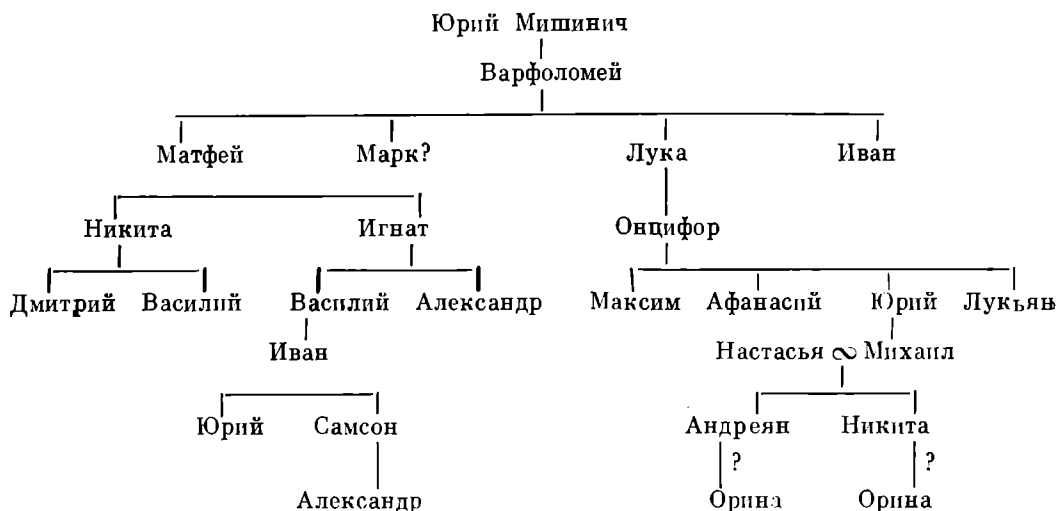 Юрий Мишинич
Варфоломей
Матфей Марк? Лука Иван
Никита Игнат Онцифор
Дмитрий Василий Василий Александр Максим Афанасий Юрий Лукьян
Иван Настасья ∾ Михаил
Юрий Самсон Андреян Никита
? ?
Александр Орина Орина